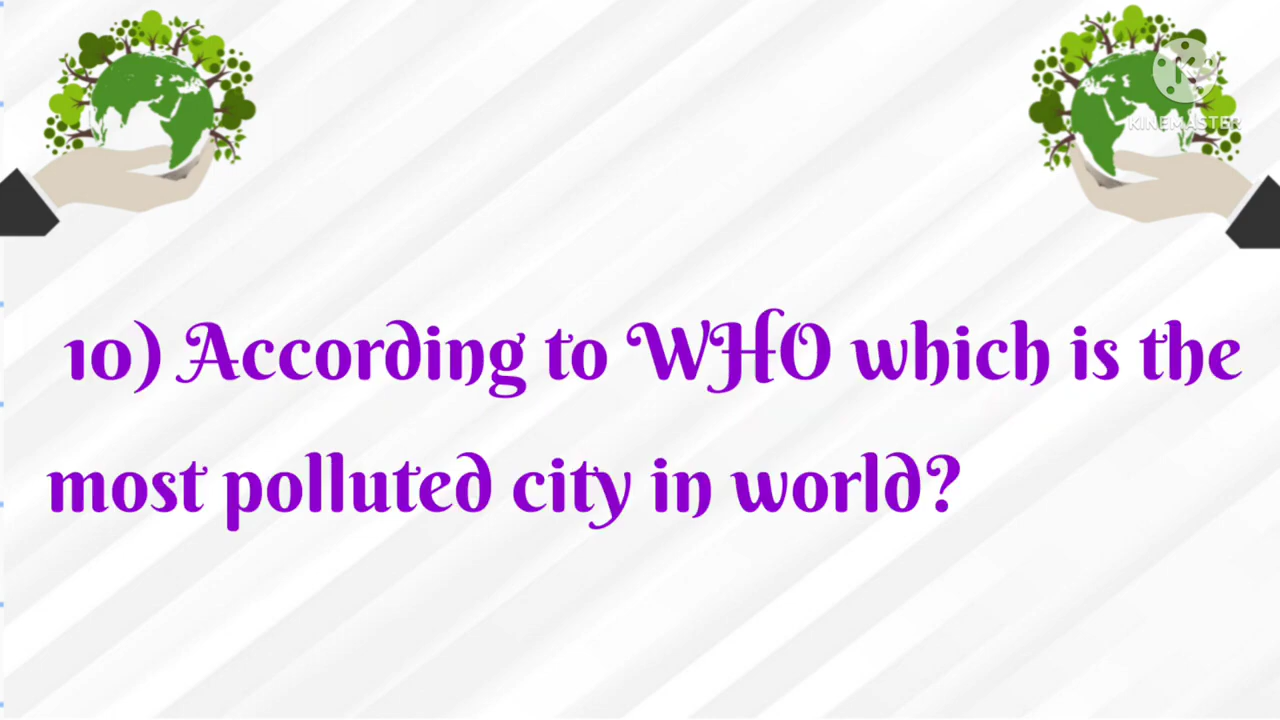 KINEMASTER
10) According to WHO which is the
most polluted city in world?